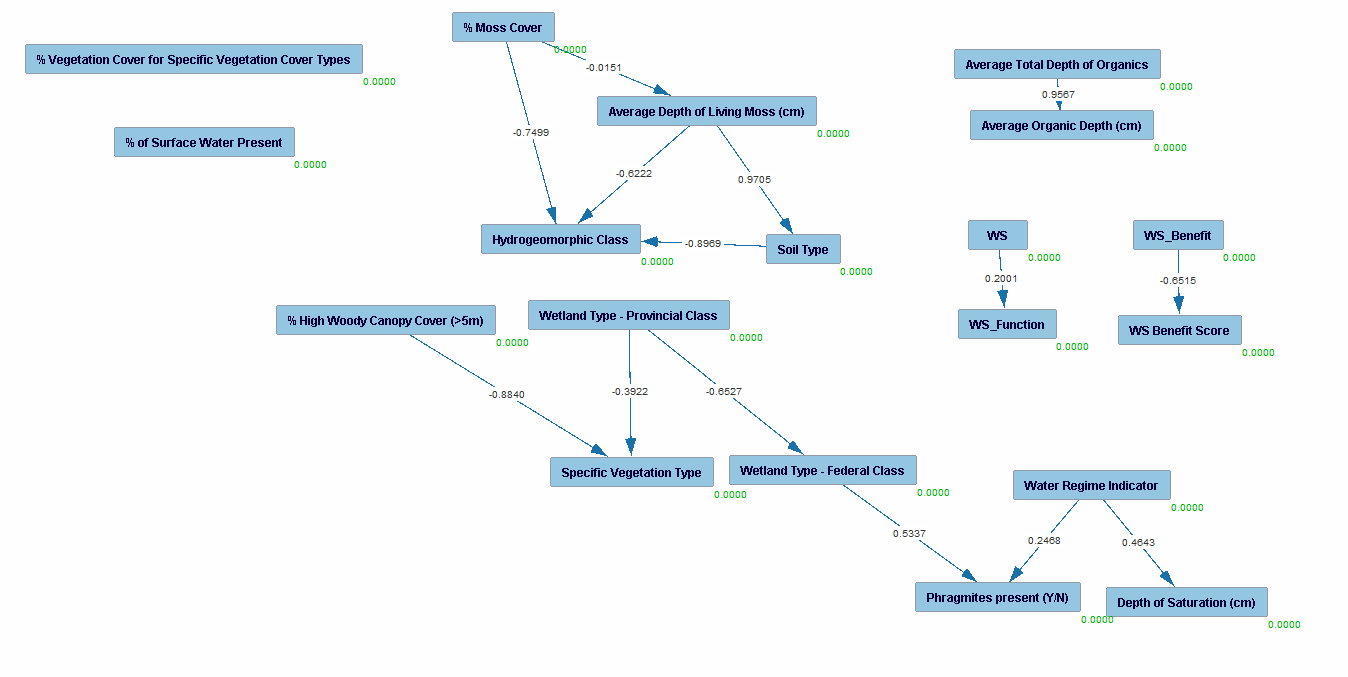 % Moss Cover
0.0000
% Vegetation Cover for Specific Vegetation Cover Types
0.0000
-0.0151
Average Total Depth of Organics
0.0000
0.9567
Average Depth of Living Moss (cm)
0.0000
Average Organic Depth (cm)
0.0000
% of Surface Water Present
0.0000
-0.7499
-0.6222
0.9705
Hydrogeomorphic Class
0.0000
-0.8969
Soil Type
0.0000
WS
0.0000
WS_Benefit
0.0000
0.2001
-0.6515
WS_Function
0.0000
WS Benefit Score
0.0000
% High Woody Canopy Cover (>5m)
0.0000
Wetland Type - Provincial Class
0.0000
-0.8840
-0.3922
-0.6527
Specific Vegetation Type
0.0000
Wetland Type - Federal Class
0.0000
Water Regime Indicator
0.0000
0.5337
0.2468
0.4643
Phragmites present (Y/N)
0.0000
Depth of Saturation (cm)
0.0000